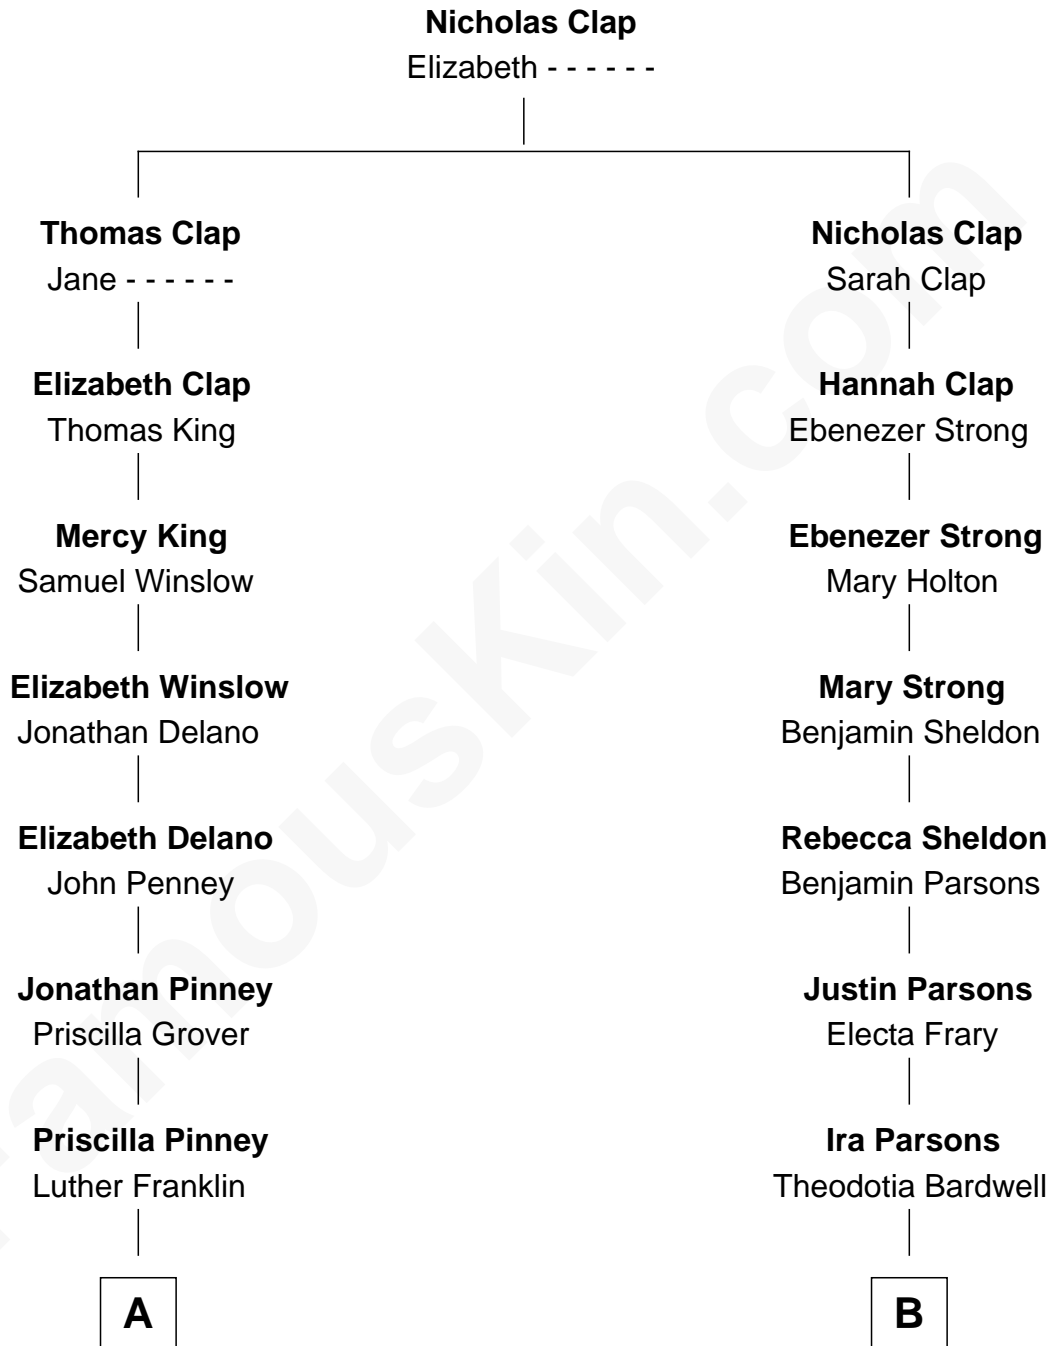 Nicholas Clap
Elizabeth - - - - - -
Thomas Clap
Jane - - - - - -
Nicholas Clap
Sarah Clap
Elizabeth Clap
Thomas King
Hannah Clap
Ebenezer Strong
Mercy King
Samuel Winslow
Ebenezer Strong
Mary Holton
Elizabeth Winslow
Jonathan Delano
Mary Strong
Benjamin Sheldon
Elizabeth Delano
John Penney
Rebecca Sheldon
Benjamin Parsons
Jonathan Pinney
Priscilla Grover
Justin Parsons
Electa Frary
Priscilla Pinney
Luther Franklin
Ira Parsons
Theodotia Bardwell
A
B
FamousKin.com